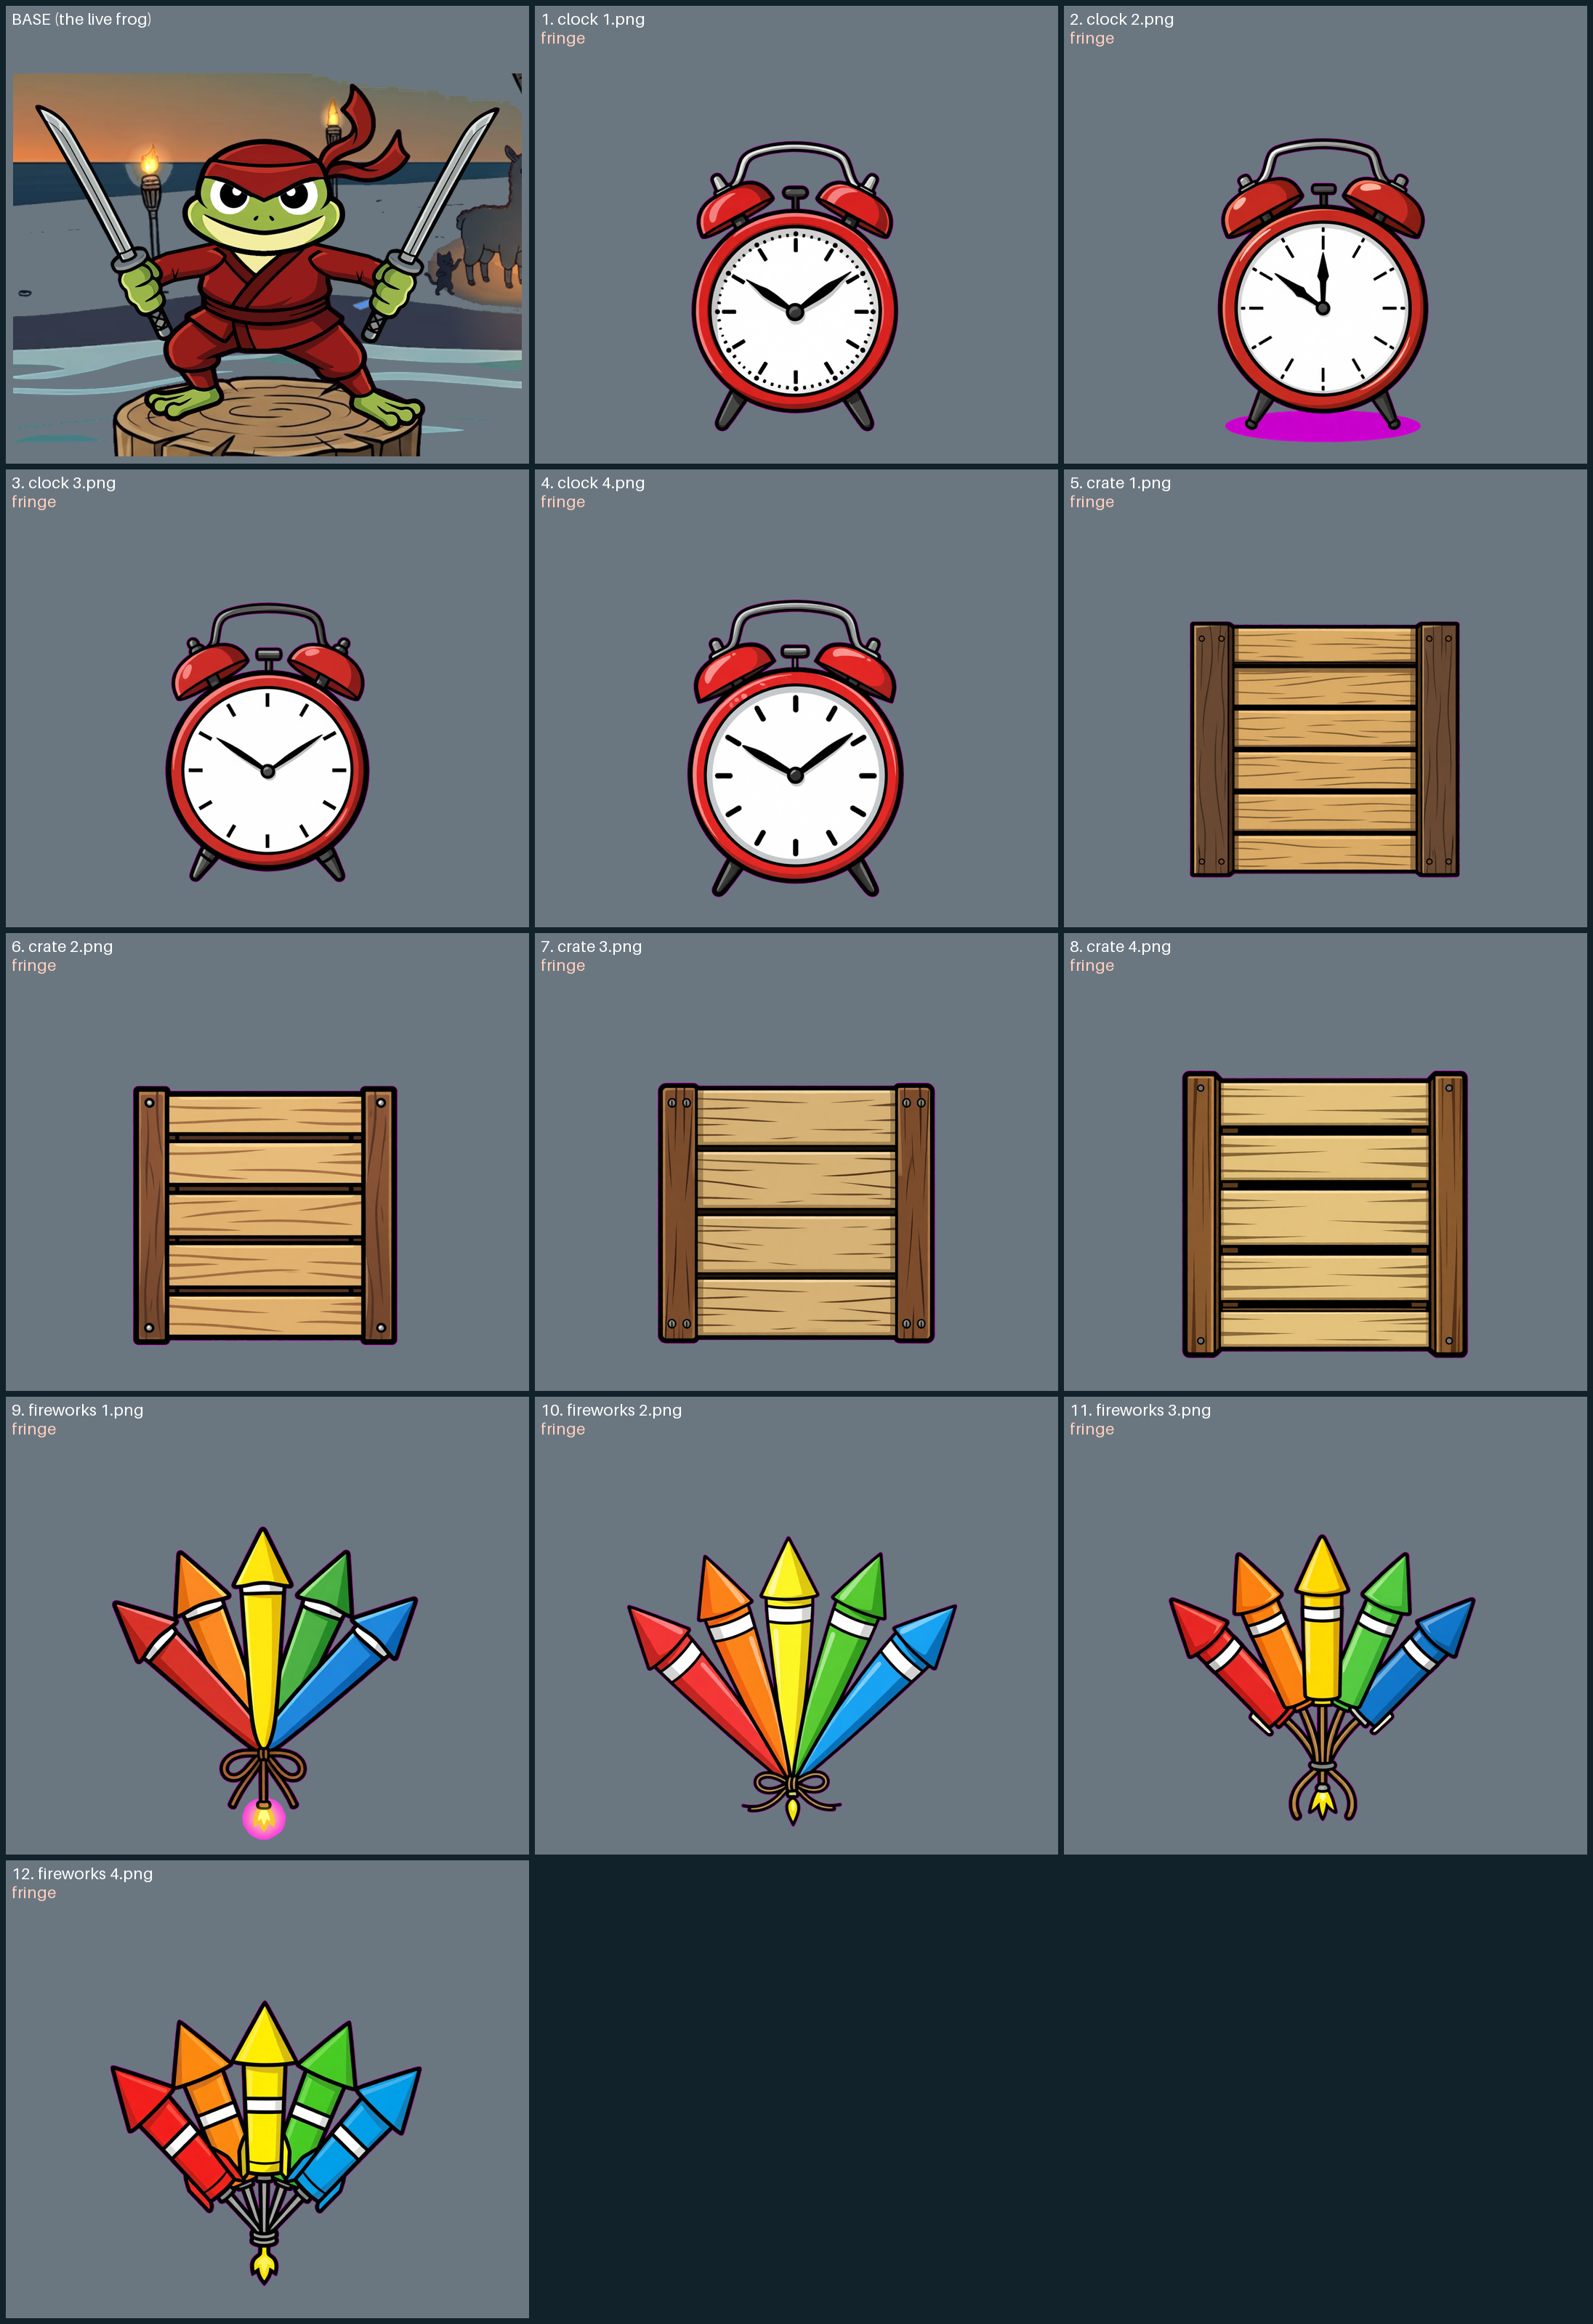 BASE (the live frog)
1. clock 1.png
fringe
2. clock 2.png
fringe
3. clock 3.png
fringe
4. clock 4.png
fringe
5. crate 1.png
fringe
6. crate 2.png
fringe
7. crate 3.png
fringe
8. crate 4.png
fringe
9. fireworks 1.png
fringe
10. fireworks 2.png
fringe
11. fireworks 3.png
fringe
12. fireworks 4.png
fringe